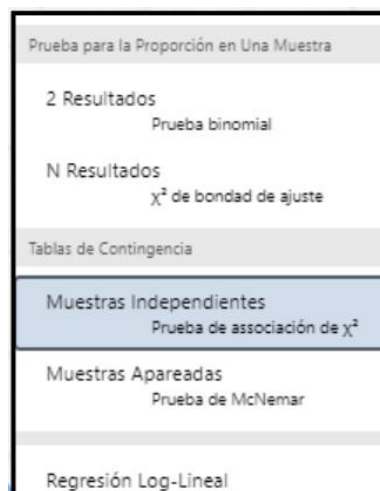 Prueba para la Proporción en Una Muestra
2 Resultados
Prueba binomial
N Resultados
χ² de bondad de ajuste
Tablas de Contingencia
Muestras Independientes
Prueba de associación de χ²
Muestras Apareadas
Prueba de McNemar
Regresión Log-Lineal